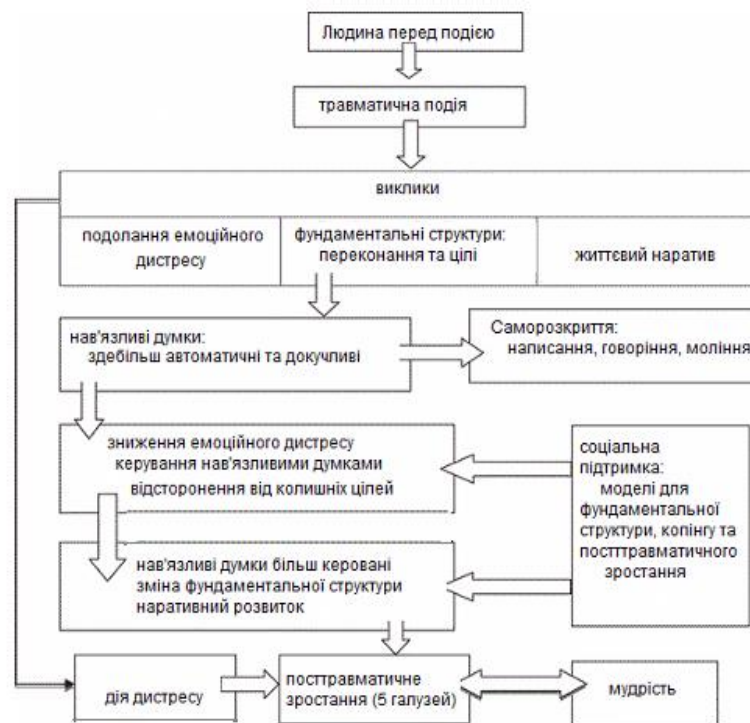 Людина перед подією
травматична подія
виклики
подолання емоційного
дистресу
фундаментальні структури:
переконання та цілі
життєвий наратив
нав'язливі думки:
здебільш автоматичні та докучливі
Саморозкриття:
написання, говоріння, моління
зниження емоційного дистресу
керування нав'язливими думками
відсторонення від колишніх цілей
соціальна
підтримка:
моделі для
фундаментальної
структури, копінгу та
посттравматичного
зростання
нав'язливі думки більш керовані
зміна фундаментальної структури
наративний розвиток
дія дистресу
посттравматичне
зростання (5 галузей)
мудрість